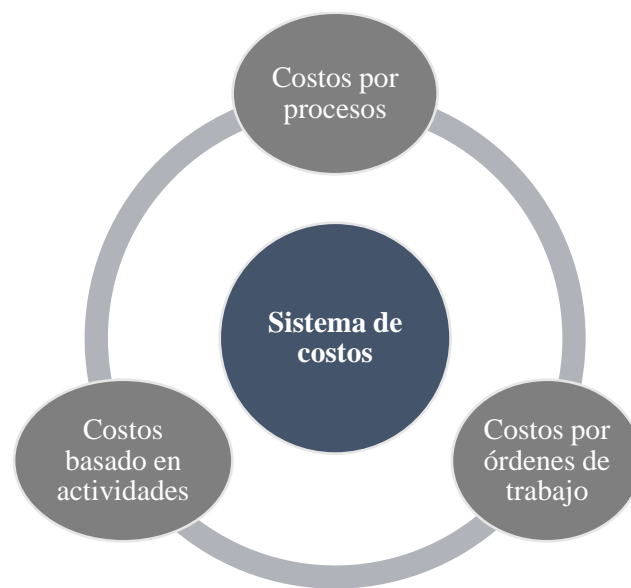 Costos por
procesos
Sistema de
costos
Costos
basado en
actividades
Costos por
órdenes de
trabajo